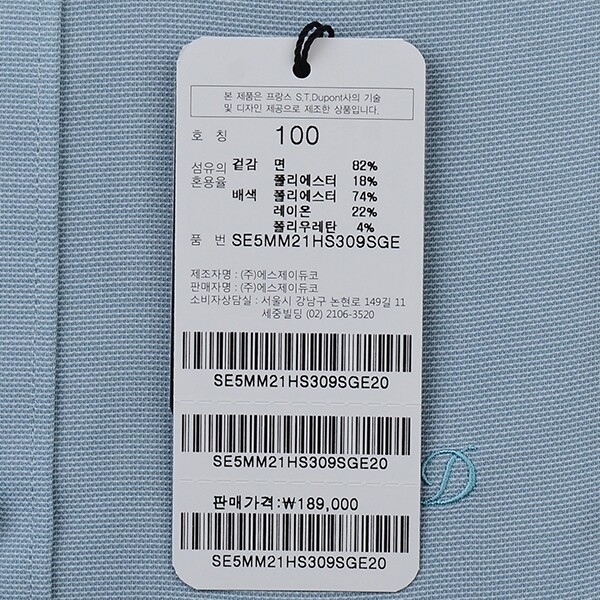 본 제품은 프랑스 S.T.Dupont사의 기술
및 디자인 제공으로 제조한 상품입니다.
호 칭 100
섬유의 혼용율
겉감 면 82%
폴리에스터 18%
배색 폴리에스터 74%
레이온 22%
폴리우레탄 4%
품 번 SE5MM21HS309SGE
제조자명 : (주)에스제이듀코
판매자명 : (주)에스제이듀코
소비자상담실 : 서울시 강남구 논현로 149길 11
세중빌딩 (02) 2106-3520
SE5MM21HS309SGE20
SE5MM21HS309SGE20
판매가격:₩189,000
SE5MM21HS309SGE20
D